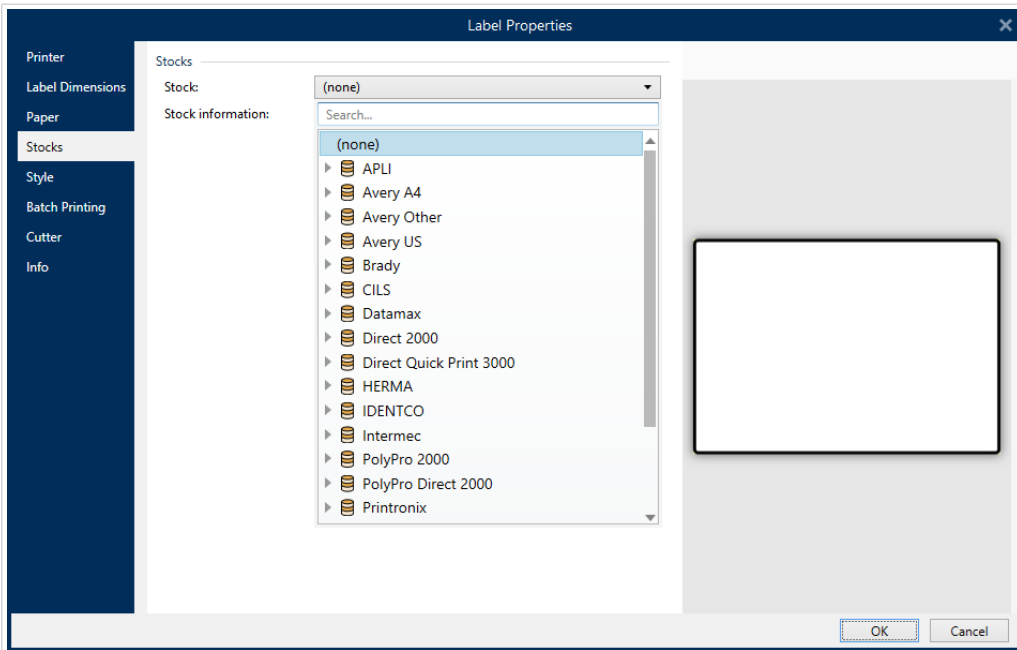 Label Properties
Printer
Label Dimensions
Paper
Stocks
Style
Batch Printing
Cutter
Info
Stocks
Stock: (none)
Stock information: Search...
(none)
APLI
Avery A4
Avery Other
Avery US
Brady
CILS
Datamax
Direct 2000
Direct Quick Print 3000
HERMA
IDENTCO
Intermec
PolyPro 2000
PolyPro Direct 2000
Printronix
OK Cancel